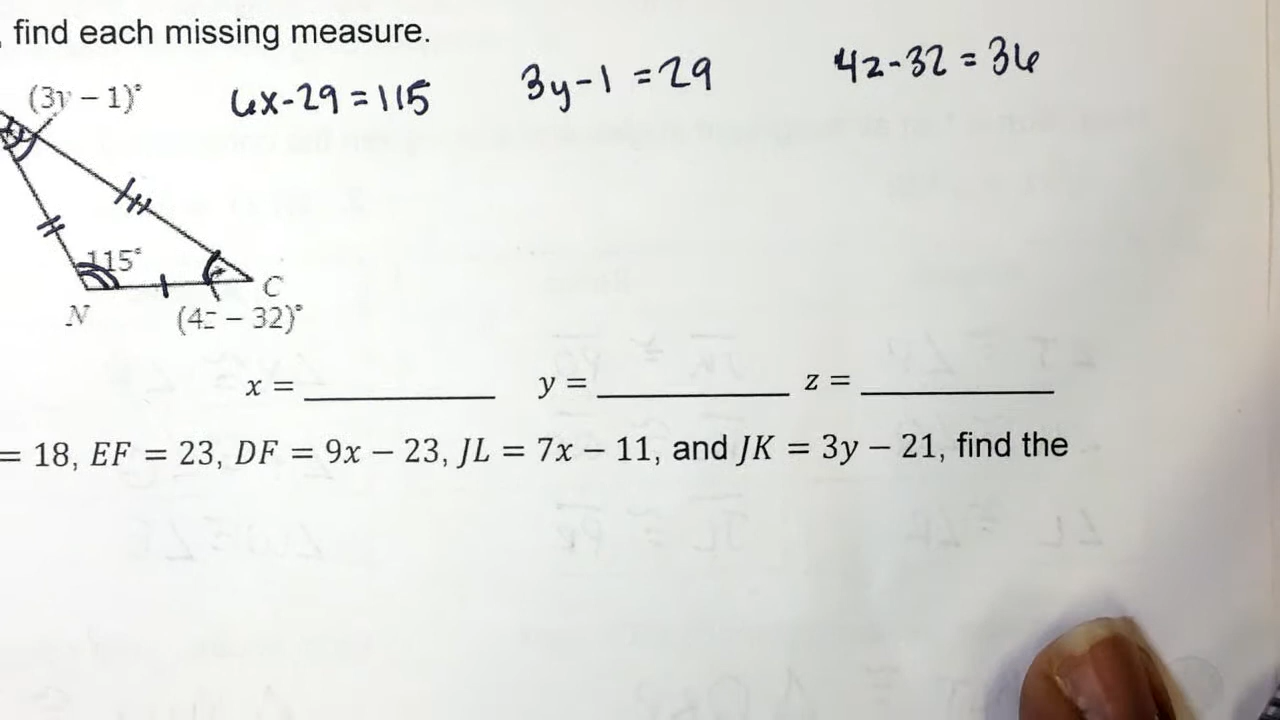 , find each missing measure.
(3y − 1)°
6x-29=115
3y-1=29
4z-32=36
115°
N
C
(4z − 32)°
x = ____________ y = ____________ z = ____________
= 18, EF = 23, DF = 9x − 23, JL = 7x − 11, and JK = 3y − 21, find the